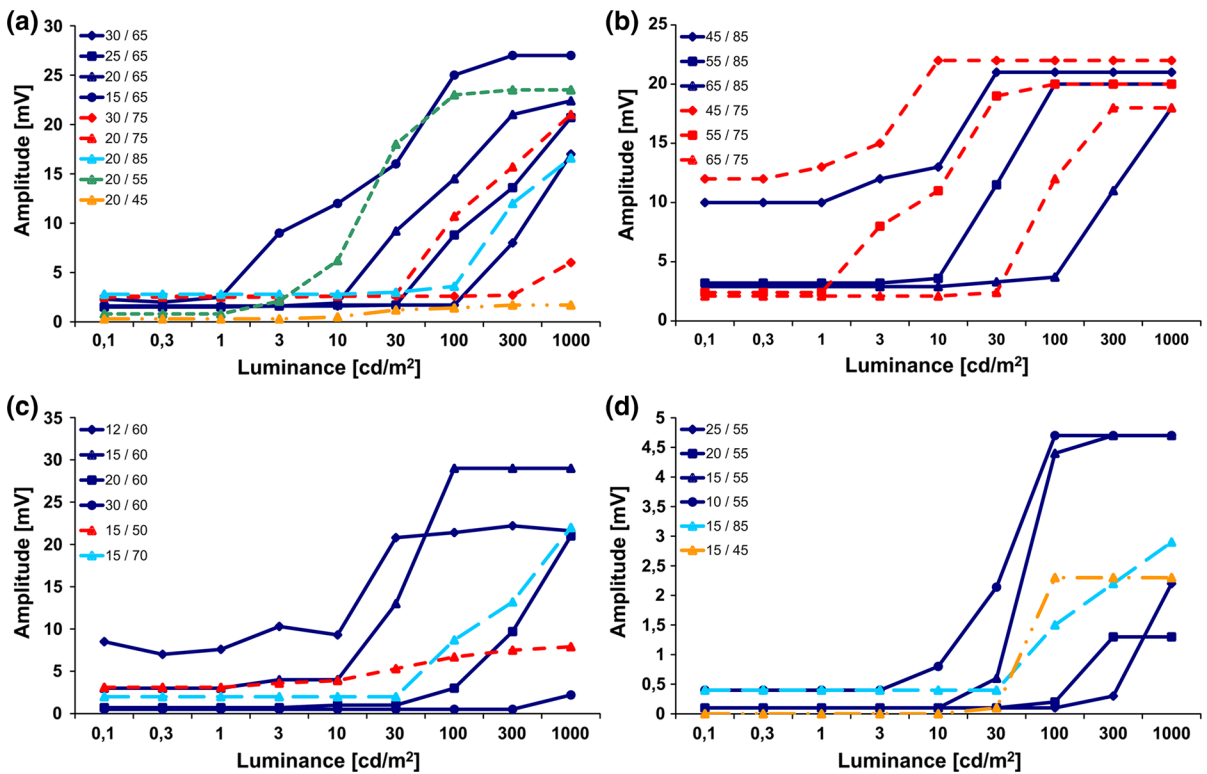 (a)
Amplitude [mV]
30
25
20
15
10
5
0
30 / 65
25 / 65
20 / 65
15 / 65
30 / 75
20 / 75
20 / 85
20 / 55
20 / 45
0,1 0,3 1 3 10 30 100 300 1000
Luminance [cd/m²]
(b)
Amplitude [mV]
25
20
15
10
5
0
45 / 85
55 / 85
65 / 85
45 / 75
55 / 75
65 / 75
0,1 0,3 1 3 10 30 100 300 1000
Luminance [cd/m²]
(c)
Amplitude [mV]
35
30
25
20
15
10
5
0
12 / 60
15 / 60
20 / 60
30 / 60
15 / 50
15 / 70
0,1 0,3 1 3 10 30 100 300 1000
Luminance [cd/m²]
(d)
Amplitude [mV]
5
4,5
4
3,5
3
2,5
2
1,5
1
0,5
0
25 / 55
20 / 55
15 / 55
10 / 55
15 / 85
15 / 45
0,1 0,3 1 3 10 30 100 300 1000
Luminance [cd/m²]